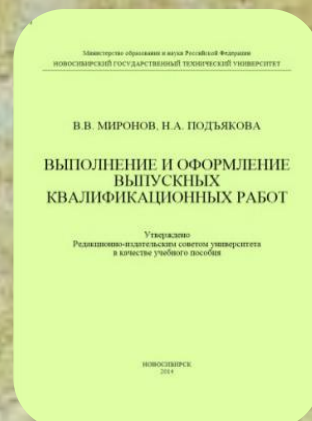 Министерство образования и науки Российской Федерации
НОВОСИБИРСКИЙ ГОСУДАРСТВЕННЫЙ ТЕХНИЧЕСКИЙ УНИВЕРСИТЕТ
В.В. МИРОНОВ, Н.А. ПОДЪЯКОВА
ВЫПОЛНЕНИЕ И ОФОРМЛЕНИЕ
ВЫПУСКНЫХ
КВАЛИФИКАЦИОННЫХ РАБОТ
Утверждено
Редакционно-издательским советом университета
в качестве учебного пособия
НОВОСИБИРСК
2014